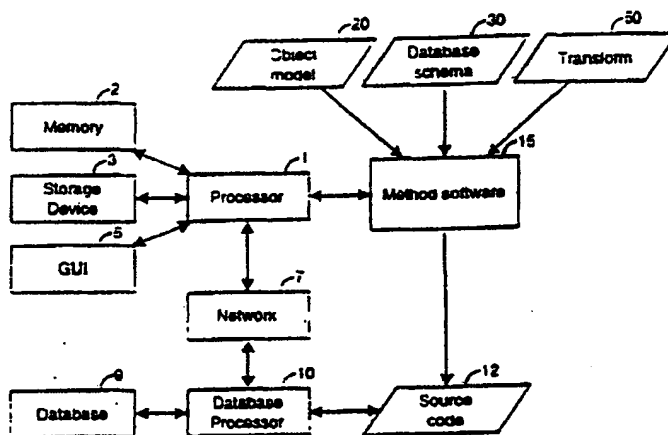 20
30
50
Object
model
Database
schema
Transform
2
Memory
3
Storage
Device
5
GUI
1
Processor
15
Method software
7
Network
9
Database
10
Database
Processor
12
Source
code